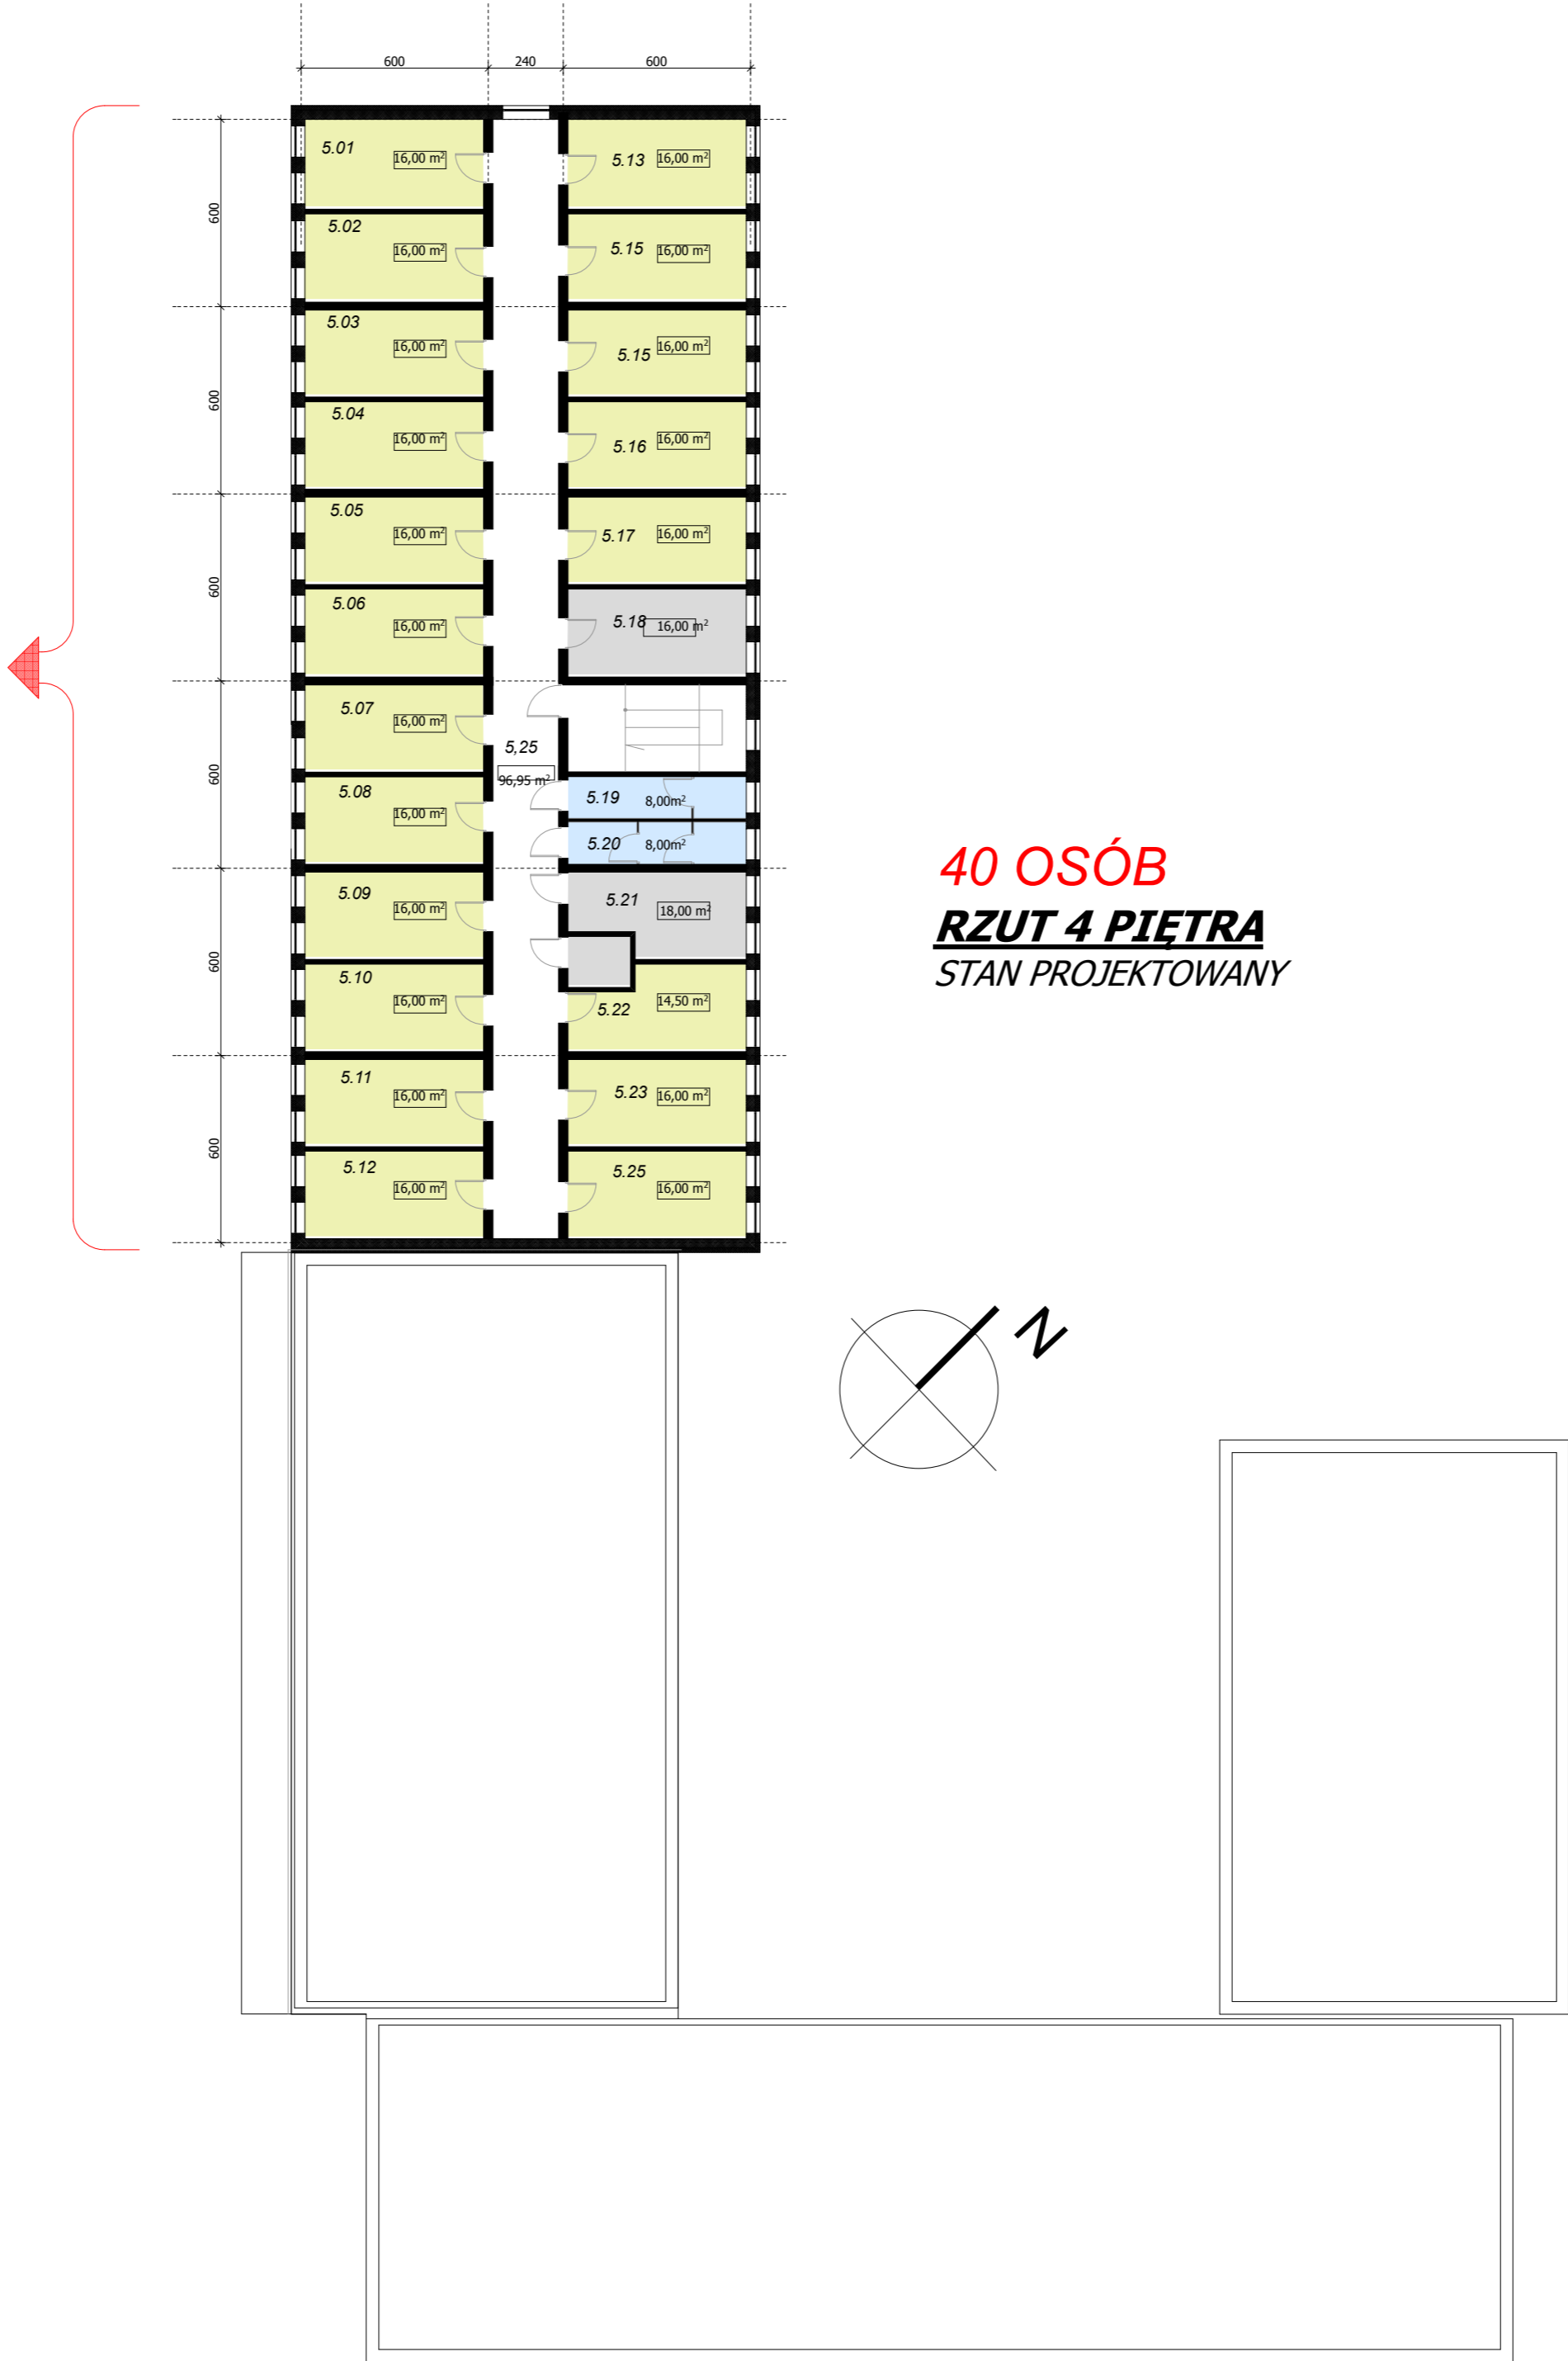 600 240 600
5.01 16,00 m² 5.13 16,00 m²
600
5.02 16,00 m² 5.15 16,00 m²
5.03 16,00 m² 5.15 16,00 m²
600
5.04 16,00 m² 5.16 16,00 m²
5.05 16,00 m² 5.17 16,00 m²
600
5.06 16,00 m² 5.18 16,00 m²
5.07 16,00 m²
5,25
96,95 m²
600
5.08 16,00 m² 5.19 8,00m²
5.20 8,00m²
5.09 16,00 m² 5.21 18,00 m²
600
5.10 16,00 m² 5.22 14,50 m²
5.11 16,00 m² 5.23 16,00 m²
600
5.12 16,00 m² 5.25 16,00 m²
40 OSÓB
RZUT 4 PIĘTRA
STAN PROJEKTOWANY
N